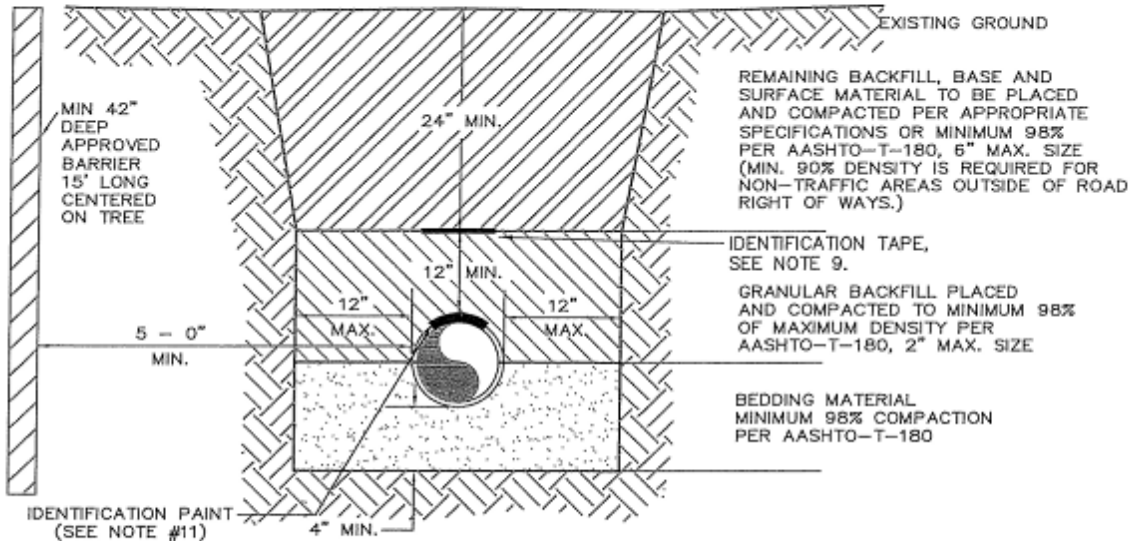 EXISTING GROUND
MIN 42"
DEEP
APPROVED
BARRIER
15' LONG
CENTERED
ON TREE
24" MIN.
REMAINING BACKFILL, BASE AND
SURFACE MATERIAL TO BE PLACED
AND COMPACTED PER APPROPRIATE
SPECIFICATIONS OR MINIMUM 98%
PER AASHTO-T-180, 6" MAX. SIZE
(MIN. 90% DENSITY IS REQUIRED FOR
NON-TRAFFIC AREAS OUTSIDE OF ROAD
RIGHT OF WAYS.)
IDENTIFICATION TAPE,
SEE NOTE 9.
12" MIN.
12"
MAX.
12"
MAX.
GRANULAR BACKFILL PLACED
AND COMPACTED TO MINIMUM 98%
OF MAXIMUM DENSITY PER
AASHTO-T-180, 2" MAX. SIZE
5 - 0"
MIN.
BEDDING MATERIAL
MINIMUM 98% COMPACTION
PER AASHTO-T-180
IDENTIFICATION PAINT
(SEE NOTE #11)
4" MIN.